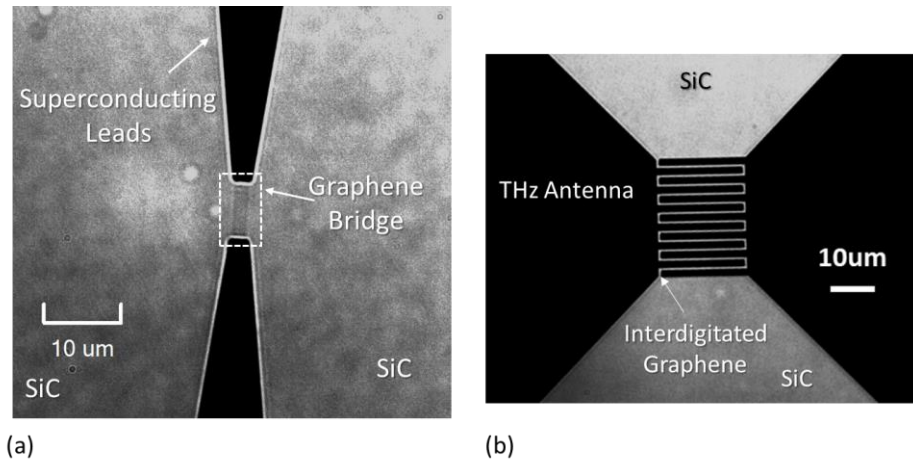 Superconducting
Leads
Graphene
Bridge
10 um
SiC
SiC
(a)
SiC
THz Antenna
10um
Interdigitated
Graphene
SiC
(b)